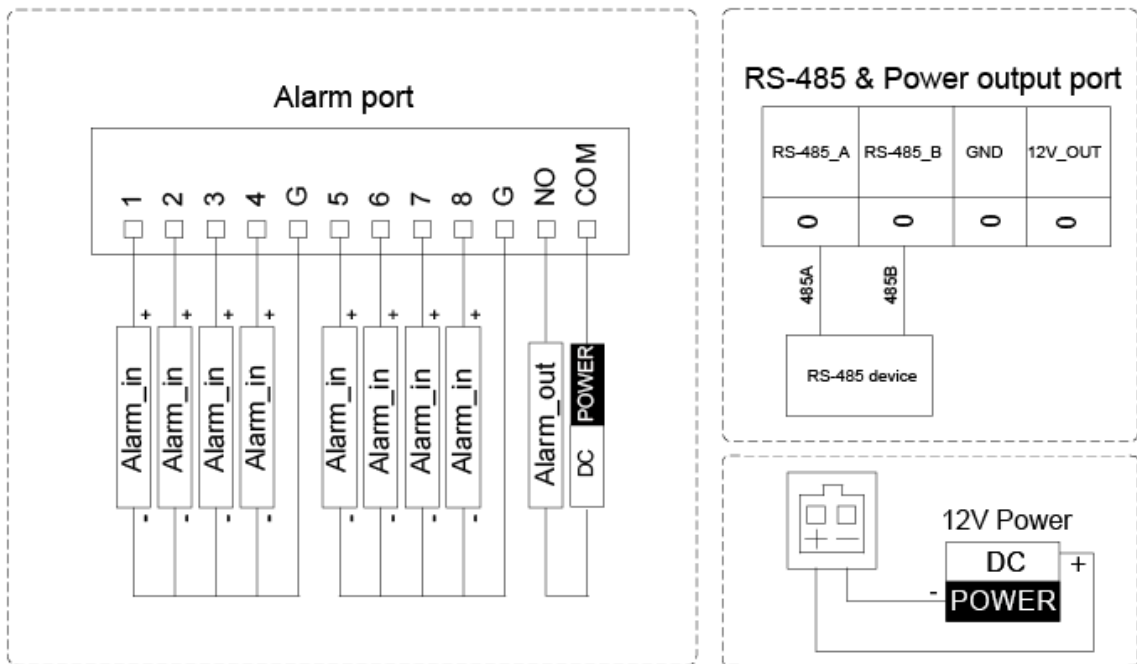 Alarm port
1 2 3 4 G 5 6 7 8 G NO COM
+ + + + + + + +
Alarm_in Alarm_in Alarm_in Alarm_in Alarm_in Alarm_in Alarm_in Alarm_in Alarm_out DC POWER
- - - - - - - -
RS-485 & Power output port
RS-485_A RS-485_B GND 12V_OUT
0 0 0 0
485A 485B
RS-485 device
12V Power
+ −
DC +
- POWER